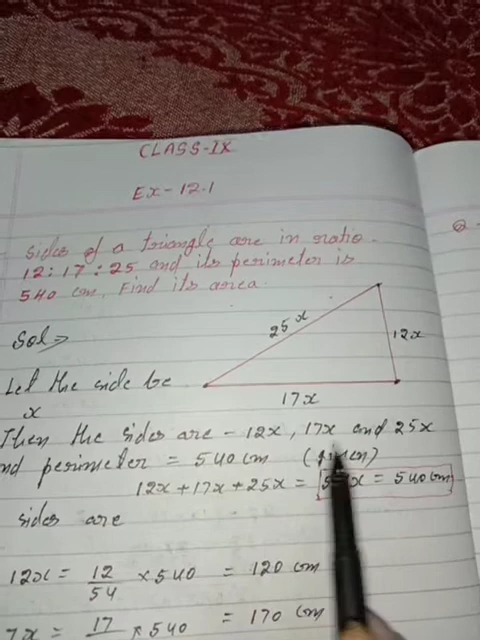 CLASS-IX
Ex-12.1
Sides of a triangle are in ratio
12:17:25 and its perimeter is
540 cm. Find its area.
Sol⇒
25x
12x
17x
Let the side be
x
Then the sides are - 12x, 17x and 25x
nd perimeter = 540 cm (given)
12x+17x+25x = x = 540 cm
sides are
12x = 12/54 × 540 = 120 cm
7x = 17 × 540 = 170 cm
Q